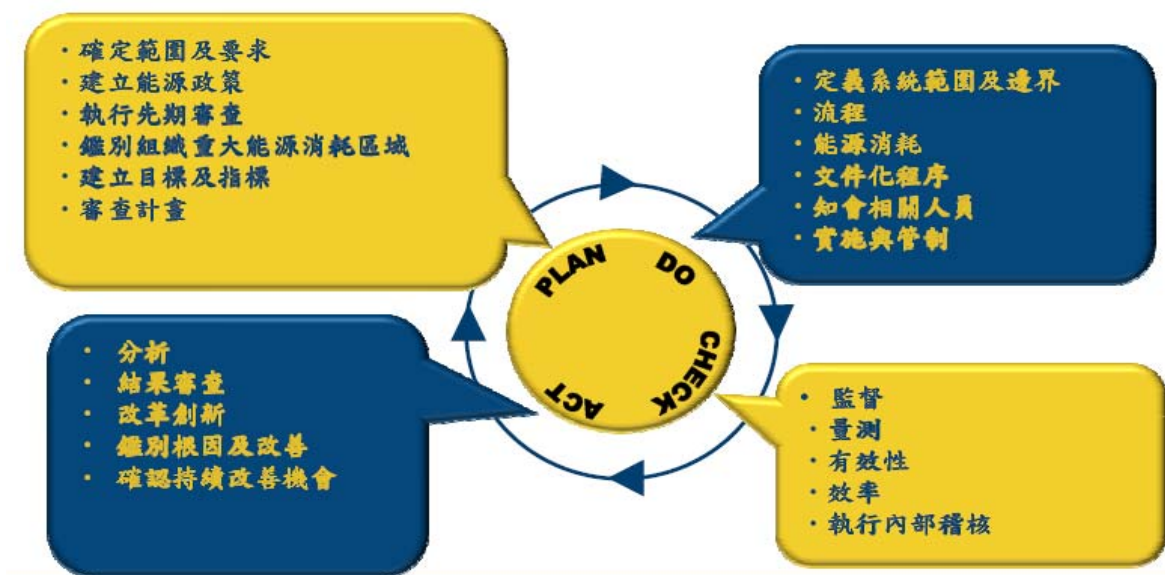 ・確定範圍及要求
・建立能源政策
・執行先期審查
・鑑別組織重大能源消耗區域
・建立目標及指標
・審查計畫
・定義系統範圍及邊界
・流程
・能源消耗
・文件化程序
・知會相關人員
・實施與管制
PLAN
DO
CHECK
ACT
・監督
・量測
・有效性
・效率
・執行內部稽核
・分析
・結果審查
・改革創新
・鑑別根因及改善
・確認持續改善機會